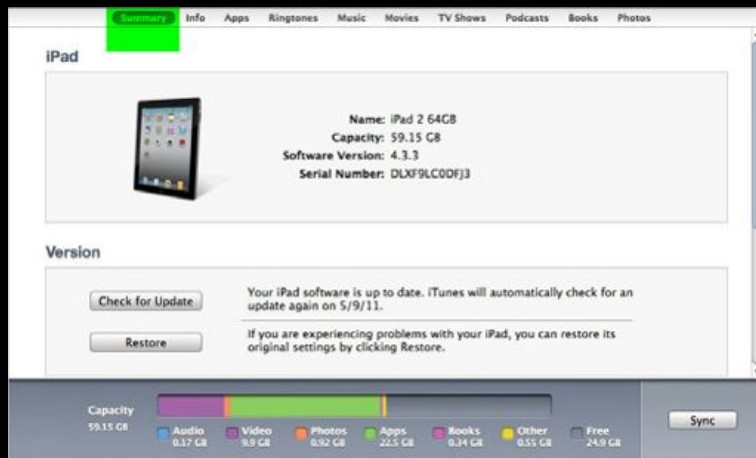 Summary Info Apps Ringtones Music Movies TV Shows Podcasts Books Photos
iPad
Name: iPad 2 64GB
Capacity: 59.15 GB
Software Version: 4.3.3
Serial Number: DLXF9LC0DFJ3
Version
Check for Update
Your iPad software is up to date. iTunes will automatically check for an
update again on 5/9/11.
Restore
If you are experiencing problems with your iPad, you can restore its
original settings by clicking Restore.
Capacity
59.15 GB
Audio
0.17 GB
Video
9.9 GB
Photos
0.92 GB
Apps
22.5 GB
Books
0.34 GB
Other
0.55 GB
Free
24.9 GB
Sync